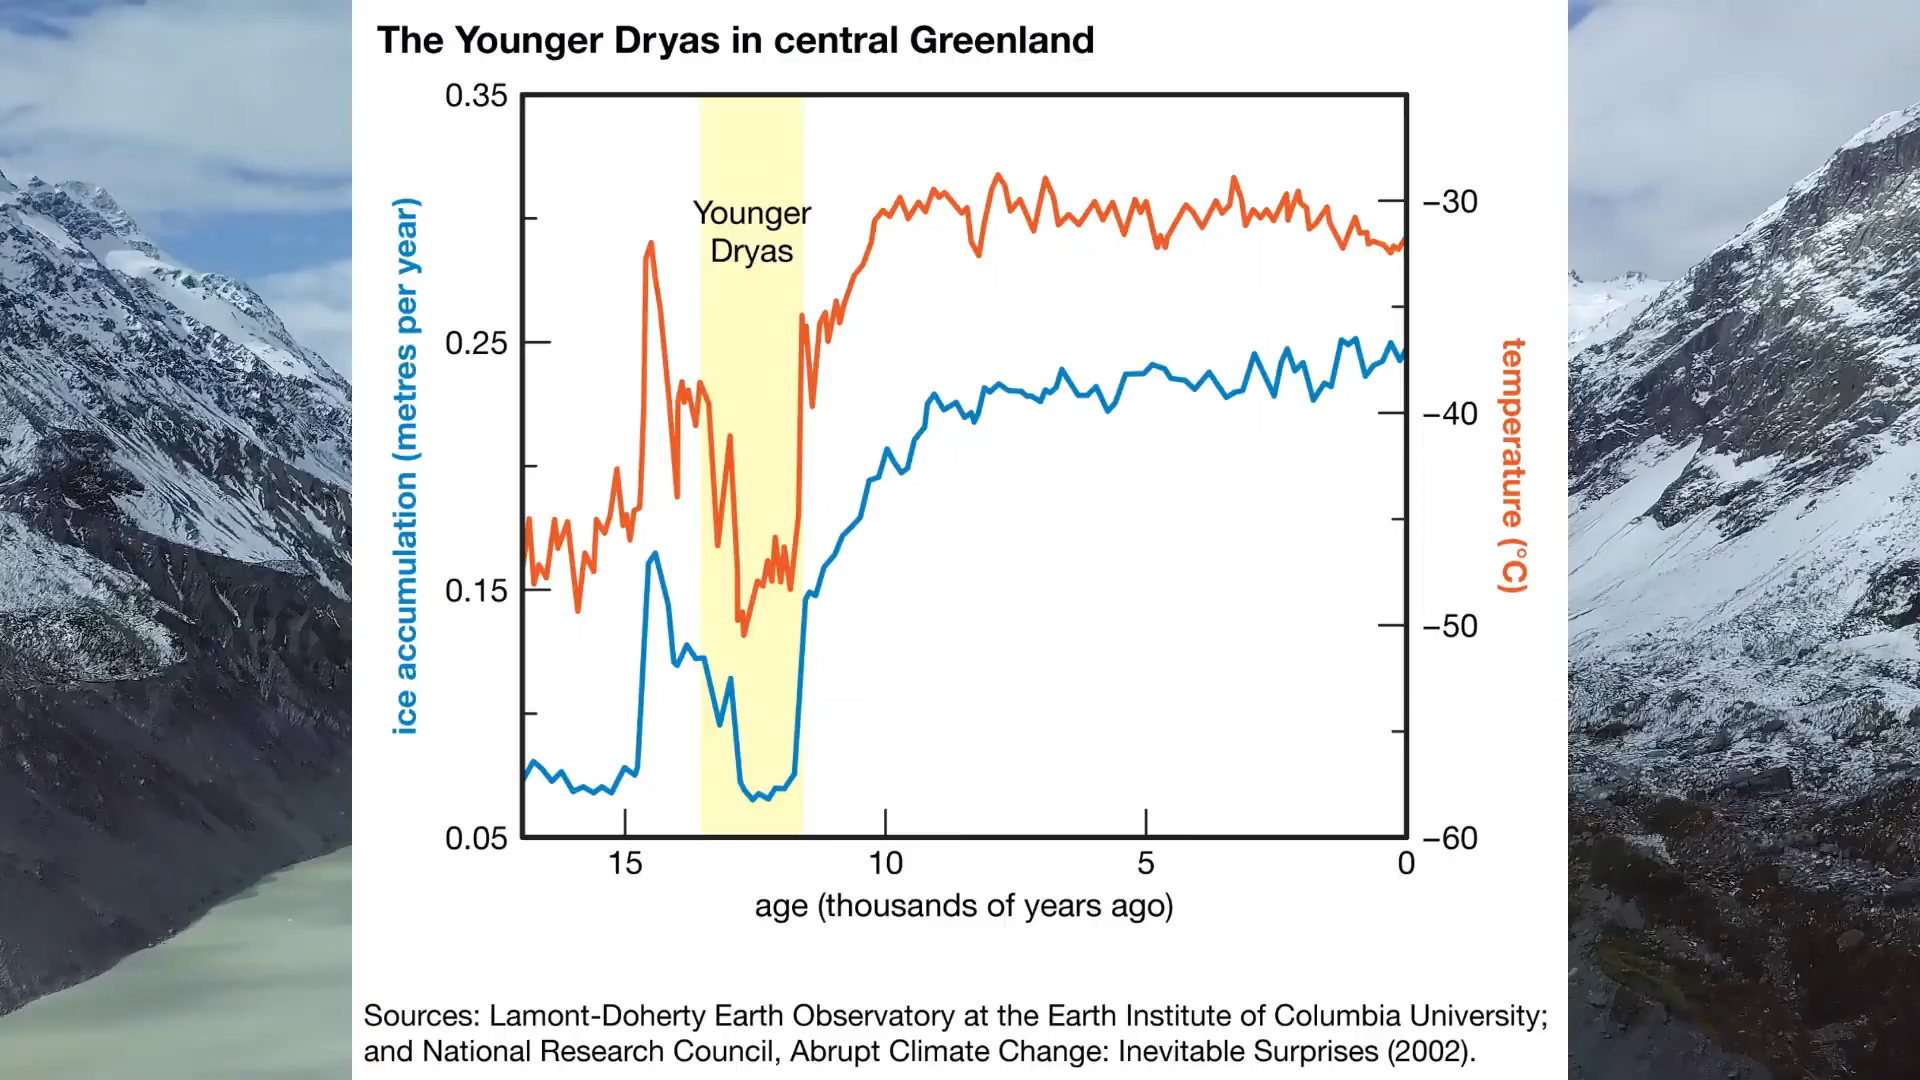 The Younger Dryas in central Greenland
0.35
0.25
0.15
0.05
ice accumulation (metres per year)
Younger
Dryas
−30
−40
−50
−60
temperature (°C)
15 10 5 0
age (thousands of years ago)
Sources: Lamont-Doherty Earth Observatory at the Earth Institute of Columbia University;
and National Research Council, Abrupt Climate Change: Inevitable Surprises (2002).